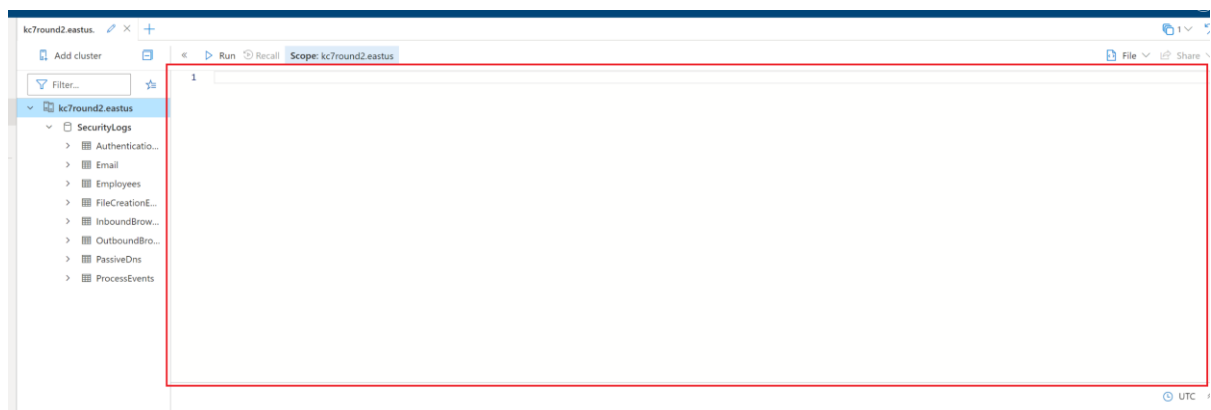 kc7round2.eastus.
1
Add cluster
Run Recall Scope: kc7round2.eastus File Share
Filter...
1
kc7round2.eastus
SecurityLogs
Authenticatio...
Email
Employees
FileCreationE...
InboundBrow...
OutboundBro...
PassiveDns
ProcessEvents
UTC